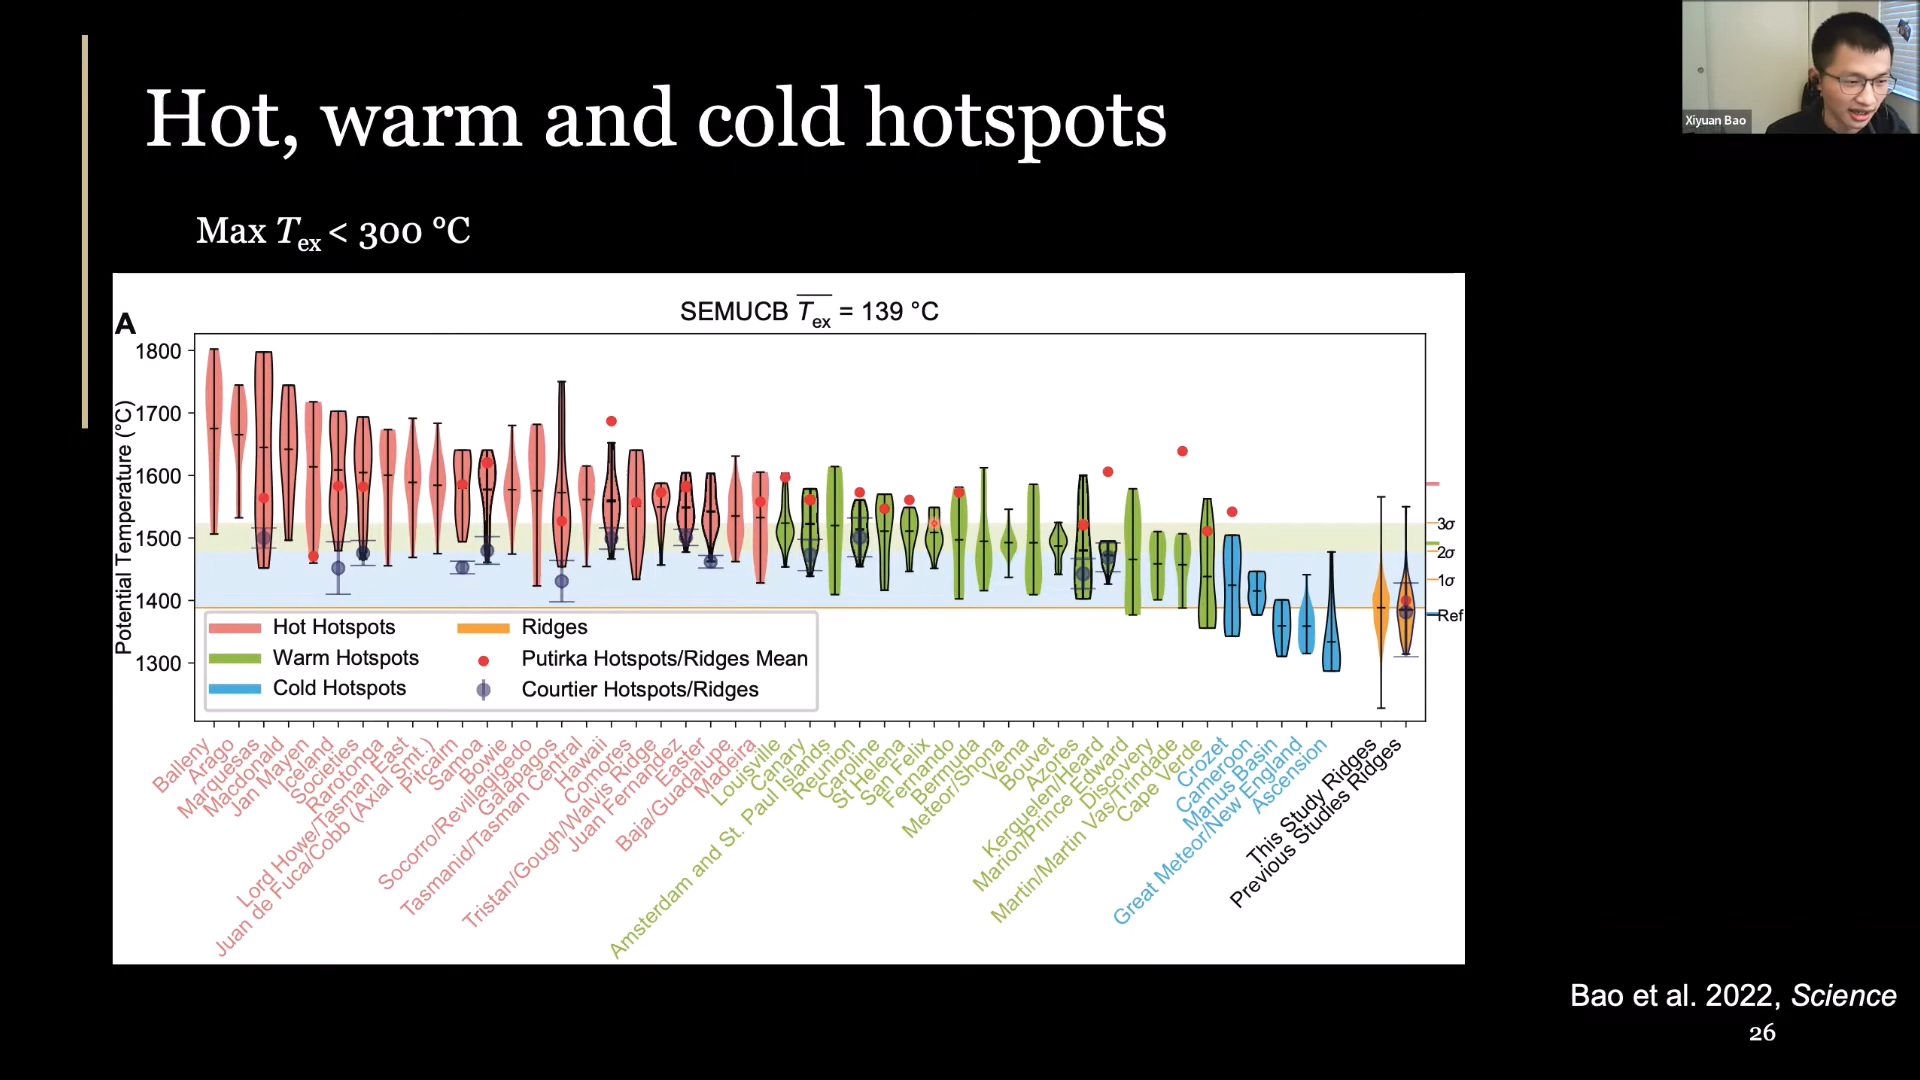 Hot, warm and cold hotspots
Xiyuan Bao
Max Tex < 300 °C
SEMUCB Tex = 139 °C
A
Potential Temperature (°C)
1800
1700
1600
1500
1400
1300
3σ
2σ
1σ
Ref
Hot Hotspots
Warm Hotspots
Cold Hotspots
Ridges
Putirka Hotspots/Ridges Mean
Courtier Hotspots/Ridges
Balleny
Arago
Marquesas
Macdonald
Jan Mayen
Iceland
Societies
Rarotonga
Lord Howe/Tasman East
Juan de Fuca/Cobb (Axial Smt.)
Pitcairn
Samoa
Bowie
Socorro/Revillagigedo
Galapagos
Tasmanid/Tasman Central
Hawaii
Comores
Tristan/Gough/Walvis Ridge
Juan Fernandez
Easter
Baja/Guadalupe
Madeira
Louisville
Canary
Amsterdam and St. Paul Islands
Reunion
Caroline
St Helena
San Felix
Fernando
Bermuda
Meteor/Shona
Vema
Bouvet
Azores
Kerguelen/Heard
Marion/Prince Edward
Discovery
Martin/Martin Vas/Trindade
Cape Verde
Crozet
Cameroon
Manus Basin
Great Meteor/New England
Ascension
This Study Ridges
Previous Studies Ridges
Bao et al. 2022, Science
26